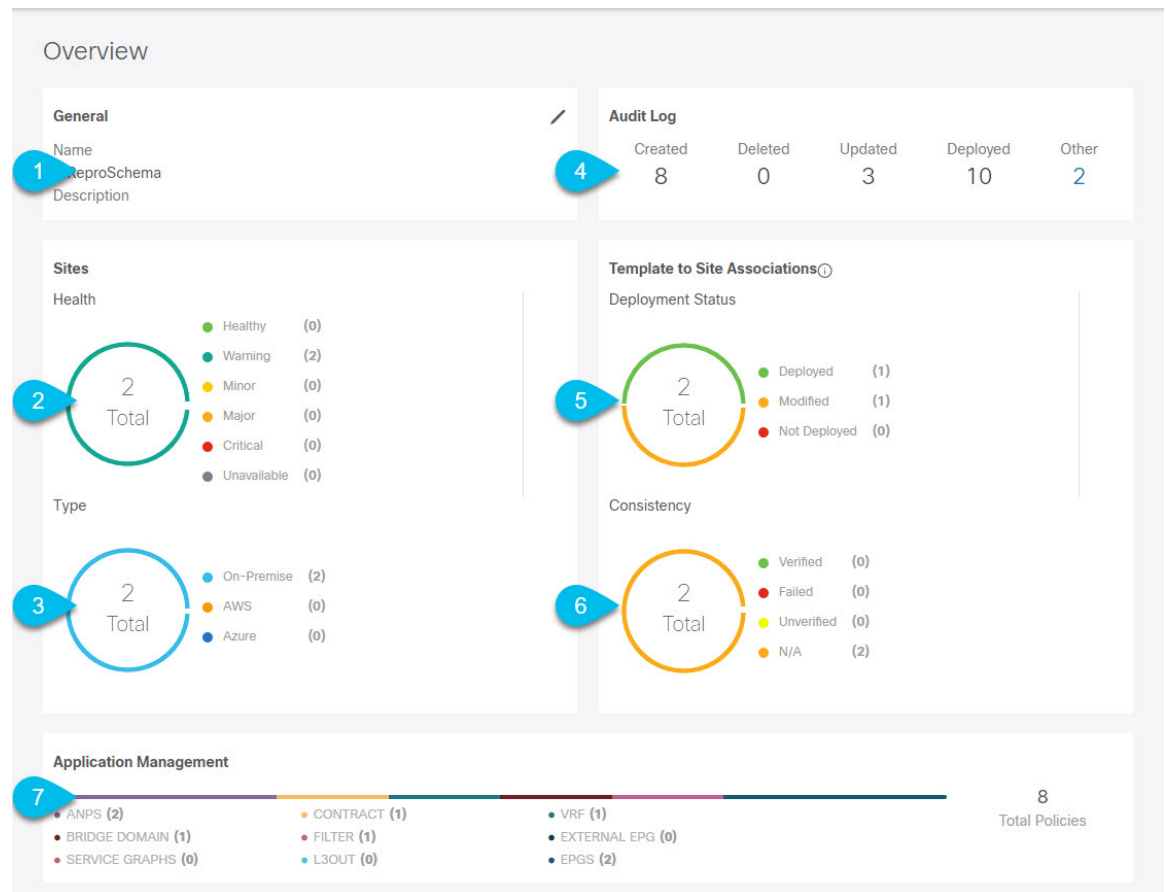 Overview
General
Name
ReproSchema
Description
1
Audit Log
Created Deleted Updated Deployed Other
8 0 3 10 2
4
Sites
Health
2
Total
Healthy (0)
Warning (2)
Minor (0)
Major (0)
Critical (0)
Unavailable (0)
2
Type
2
Total
On-Premise (2)
AWS (0)
Azure (0)
3
Template to Site Associations
Deployment Status
2
Total
Deployed (1)
Modified (1)
Not Deployed (0)
5
Consistency
2
Total
Verified (0)
Failed (0)
Unverified (0)
N/A (2)
6
Application Management
7
ANPS (2) CONTRACT (1) VRF (1)
BRIDGE DOMAIN (1) FILTER (1) EXTERNAL EPG (0)
SERVICE GRAPHS (0) L3OUT (0) EPGS (2)
8
Total Policies